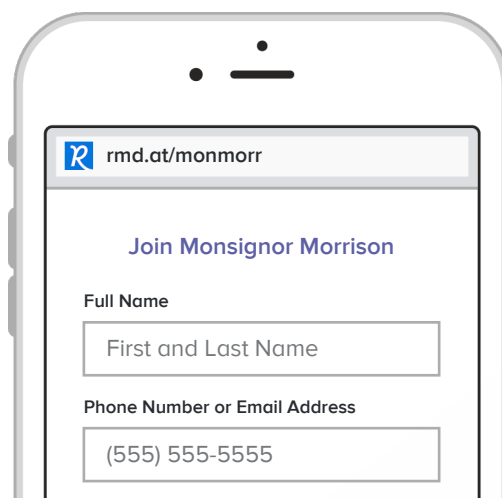 rmd.at/monmorr
Join Monsignor Morrison
Full Name
First and Last Name
Phone Number or Email Address
(555) 555-5555